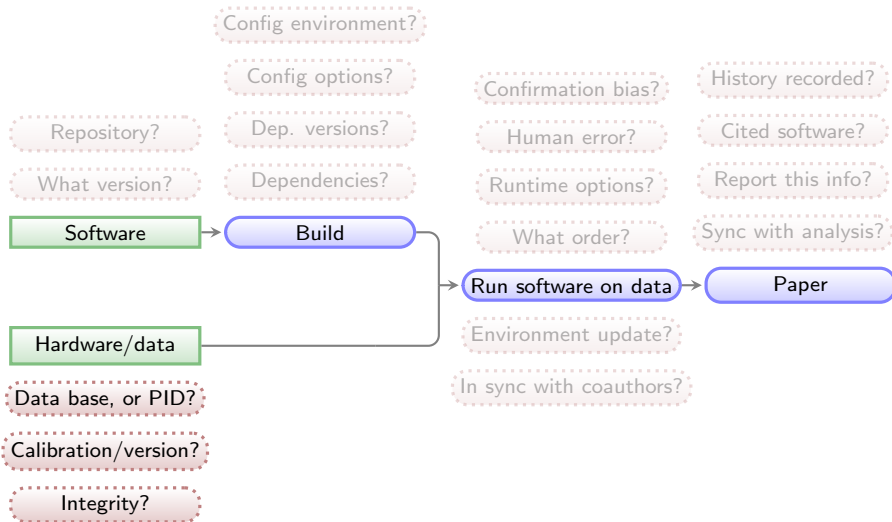 Config environment?
Config options?
Dep. versions?
Dependencies?
Repository?
What version?
Confirmation bias?
Human error?
Runtime options?
What order?
History recorded?
Cited software?
Report this info?
Sync with analysis?
Software
Build
Run software on data
Paper
Hardware/data
Environment update?
In sync with coauthors?
Data base, or PID?
Calibration/version?
Integrity?